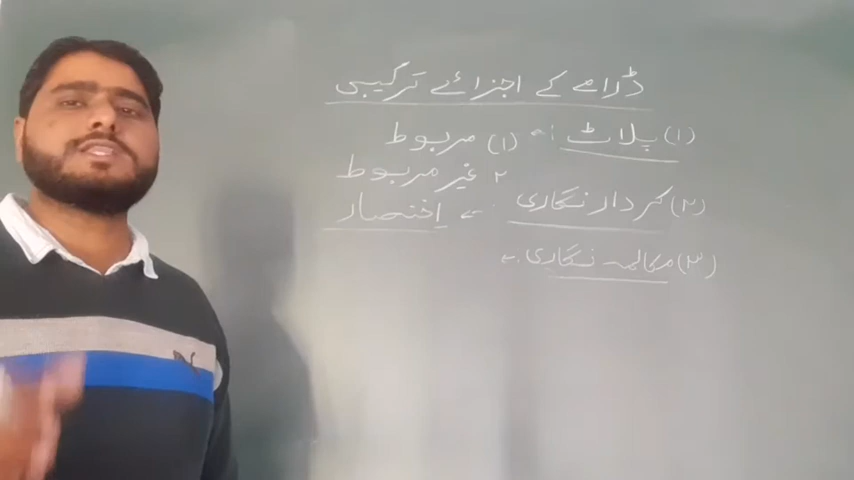 ڈرامے کے اجزائے ترکیبی
(۱) پلاٹ :- (۱) مربوط
۲ غیر مربوط
(۲) کردار نگاری :- اختصار
(۳) مکالمہ نگاری :-